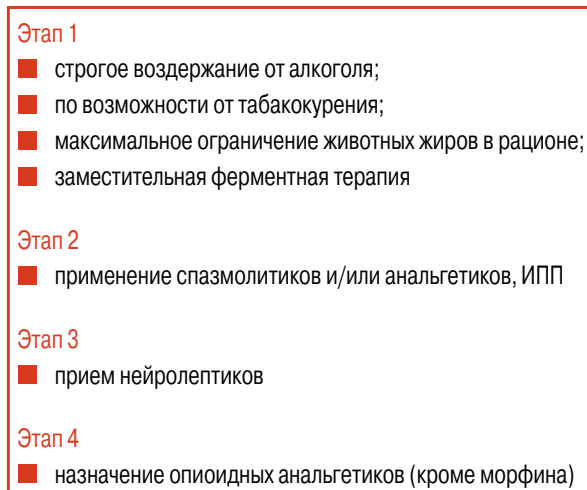 Этап 1
строгое воздержание от алкоголя;
по возможности от табакокурения;
максимальное ограничение животных жиров в рационе;
заместительная ферментная терапия
Этап 2
применение спазмолитиков и/или анальгетиков, ИПП
Этап 3
прием нейролептиков
Этап 4
назначение опиоидных анальгетиков (кроме морфина)